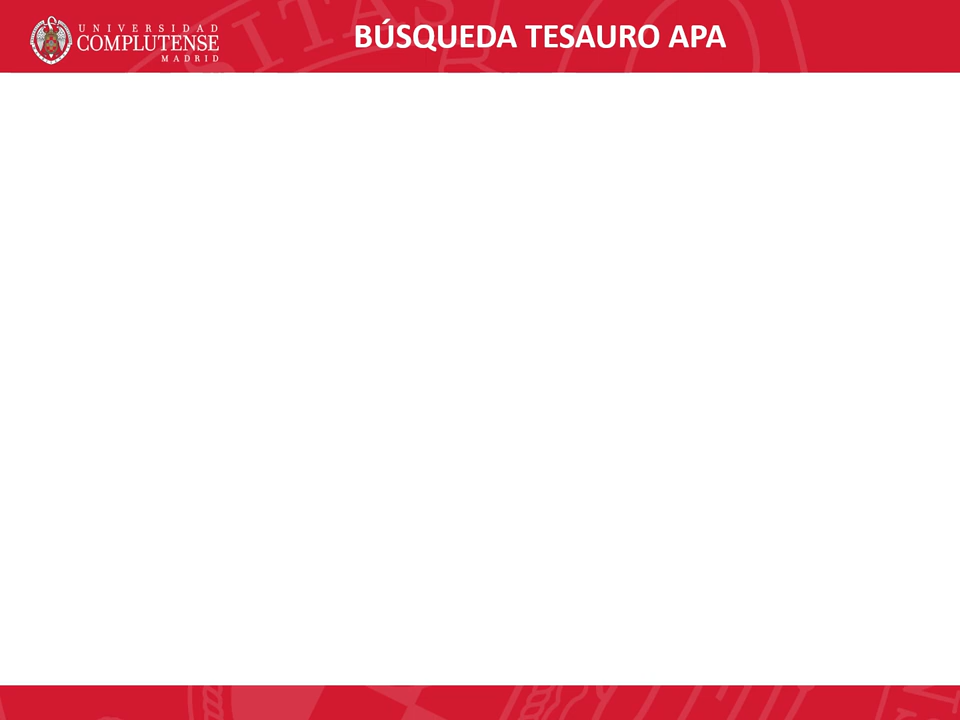 UNIVERSIDAD
COMPLUTENSE
MADRID
BÚSQUEDA TESAURO APA